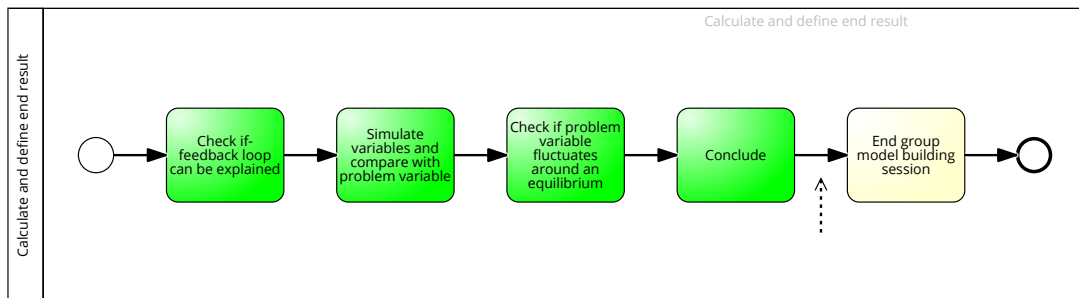 Calculate and define end result
Calculate and define end result
Check if-
feedback loop
can be explained
Simulate
variables and
compare with
problem variable
Check if problem
variable
fluctuates
around an
equilibrium
Conclude
End group
model building
session